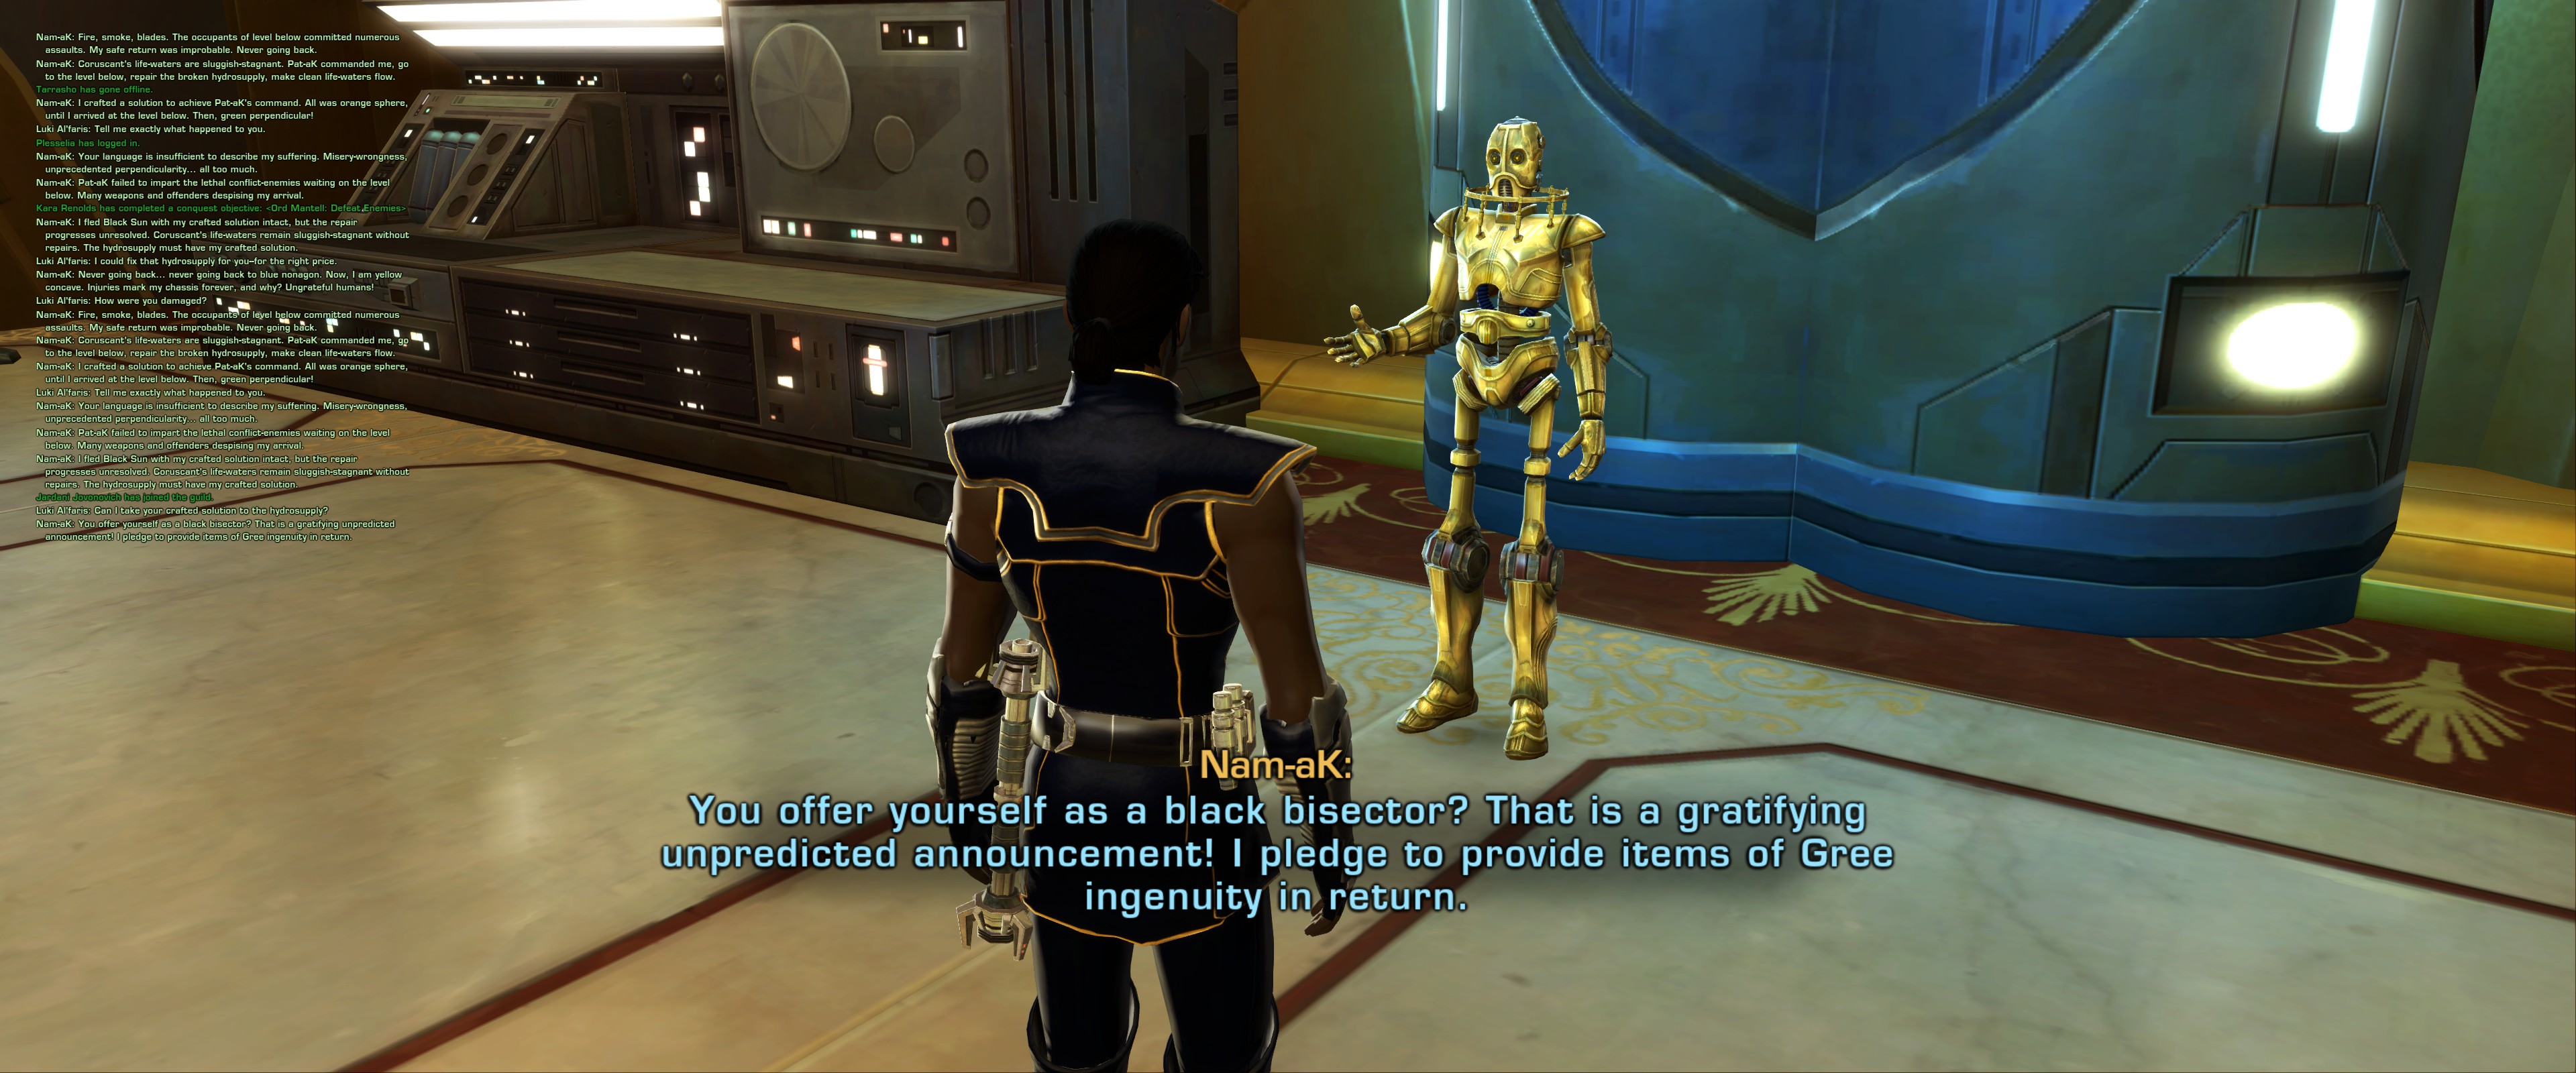 Nam-aK: Fire, smoke, blades. The occupants of level below committed numerous
assaults. My safe return was improbable. Never going back.
Nam-aK: Coruscant's life-waters are sluggish-stagnant. Pat-aK commanded me, go
to the level below, repair the broken hydrosupply, make clean life-waters flow.
Tarrasho has gone offline.
Nam-aK: I crafted a solution to achieve Pat-aK's command. All was orange sphere,
until I arrived at the level below. Then, green perpendicular!
Luki Al'faris: Tell me exactly what happened to you.
Plesselia has logged in.
Nam-aK: Your language is insufficient to describe my suffering. Misery-wrongness,
unprecedented perpendicularity... all too much.
Nam-aK: Pat-aK failed to impart the lethal conflict-enemies waiting on the level
below. Many weapons and offenders despising my arrival.
Kara Renolds has completed a conquest objective: <Ord Mantell: Defeat Enemies>
Nam-aK: I fled Black Sun with my crafted solution intact, but the repair
progresses unresolved. Coruscant's life-waters remain sluggish-stagnant without
repairs. The hydrosupply must have my crafted solution.
Luki Al'faris: I could fix that hydrosupply for you—for the right price.
Nam-aK: Never going back... never going back to blue nonagon. Now, I am yellow
concave. Injuries mark my chassis forever, and why? Ungrateful humans!
Luki Al'faris: How were you damaged?
Nam-aK: Fire, smoke, blades. The occupants of level below committed numerous
assaults. My safe return was improbable. Never going back.
Nam-aK: Coruscant's life-waters are sluggish-stagnant. Pat-aK commanded me, go
to the level below, repair the broken hydrosupply, make clean life-waters flow.
Nam-aK: I crafted a solution to achieve Pat-aK's command. All was orange sphere,
until I arrived at the level below. Then, green perpendicular!
Luki Al'faris: Tell me exactly what happened to you.
Nam-aK: Your language is insufficient to describe my suffering. Misery-wrongness,
unprecedented perpendicularity... all too much.
Nam-aK: Pat-aK failed to impart the lethal conflict-enemies waiting on the level
below. Many weapons and offenders despising my arrival.
Nam-aK: I fled Black Sun with my crafted solution intact, but the repair
progresses unresolved. Coruscant's life-waters remain sluggish-stagnant without
repairs. The hydrosupply must have my crafted solution.
Jardani Jovonovich has joined the guild.
Luki Al'faris: Can I take your crafted solution to the hydrosupply?
Nam-aK: You offer yourself as a black bisector? That is a gratifying unpredicted
announcement! I pledge to provide items of Gree ingenuity in return.
Nam-aK:
You offer yourself as a black bisector? That is a gratifying
unpredicted announcement! I pledge to provide items of Gree
ingenuity in return.